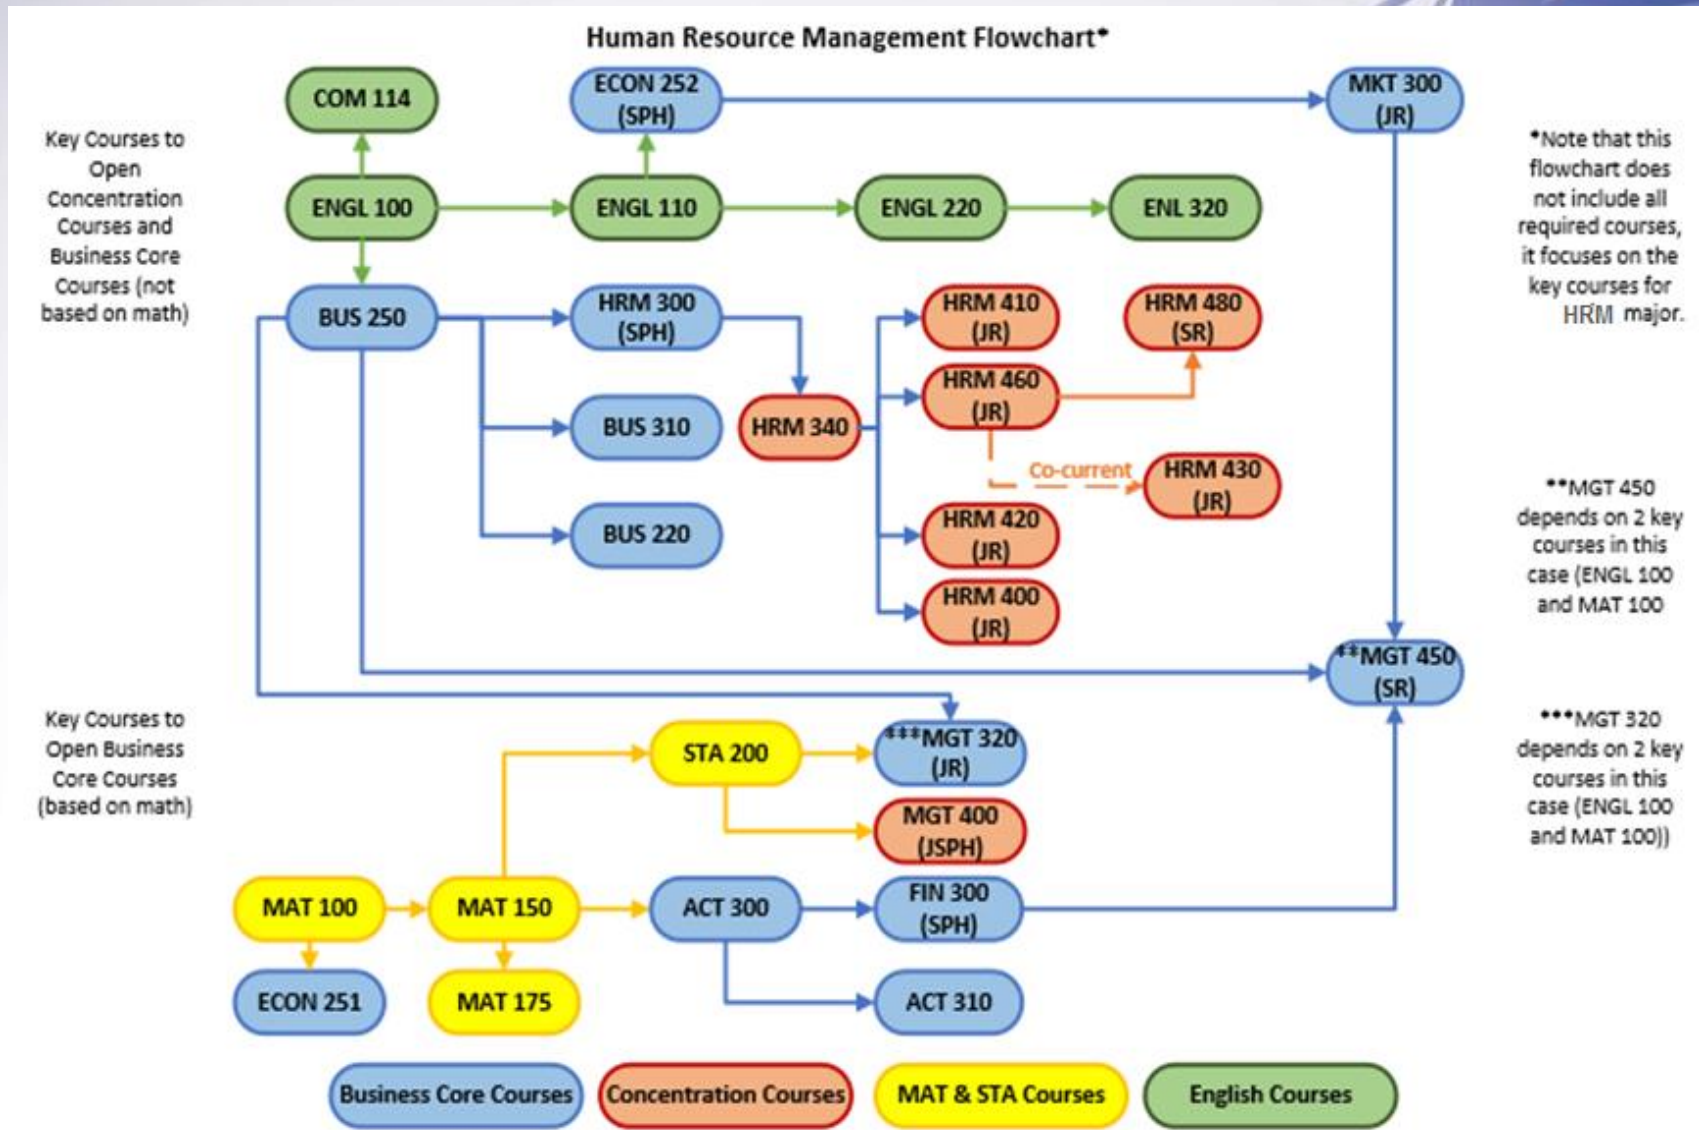 Human Resource Management Flowchart*
COM 114
ECON 252
(SPH)
MKT 300
(JR)
Key Courses to
Open
Concentration
Courses and
Business Core
Courses (not
based on math)
*Note that this
flowchart does
not include all
required courses,
it focuses on the
key courses for
HRM major.
ENGL 100
ENGL 110
ENGL 220
ENL 320
BUS 250
HRM 300
(SPH)
HRM 410
(JR)
HRM 480
(SR)
HRM 460
(JR)
BUS 310
HRM 340
Co-current
HRM 430
(JR)
BUS 220
HRM 420
(JR)
HRM 400
(JR)
**MGT 450
depends on 2 key
courses in this
case (ENGL 100
and MAT 100
**MGT 450
(SR)
Key Courses to
Open Business
Core Courses
(based on math)
STA 200
***MGT 320
(JR)
***MGT 320
depends on 2 key
courses in this
case (ENGL 100
and MAT 100))
MGT 400
(JSPH)
MAT 100
MAT 150
ACT 300
FIN 300
(SPH)
ECON 251
MAT 175
ACT 310
Business Core Courses
Concentration Courses
MAT & STA Courses
English Courses